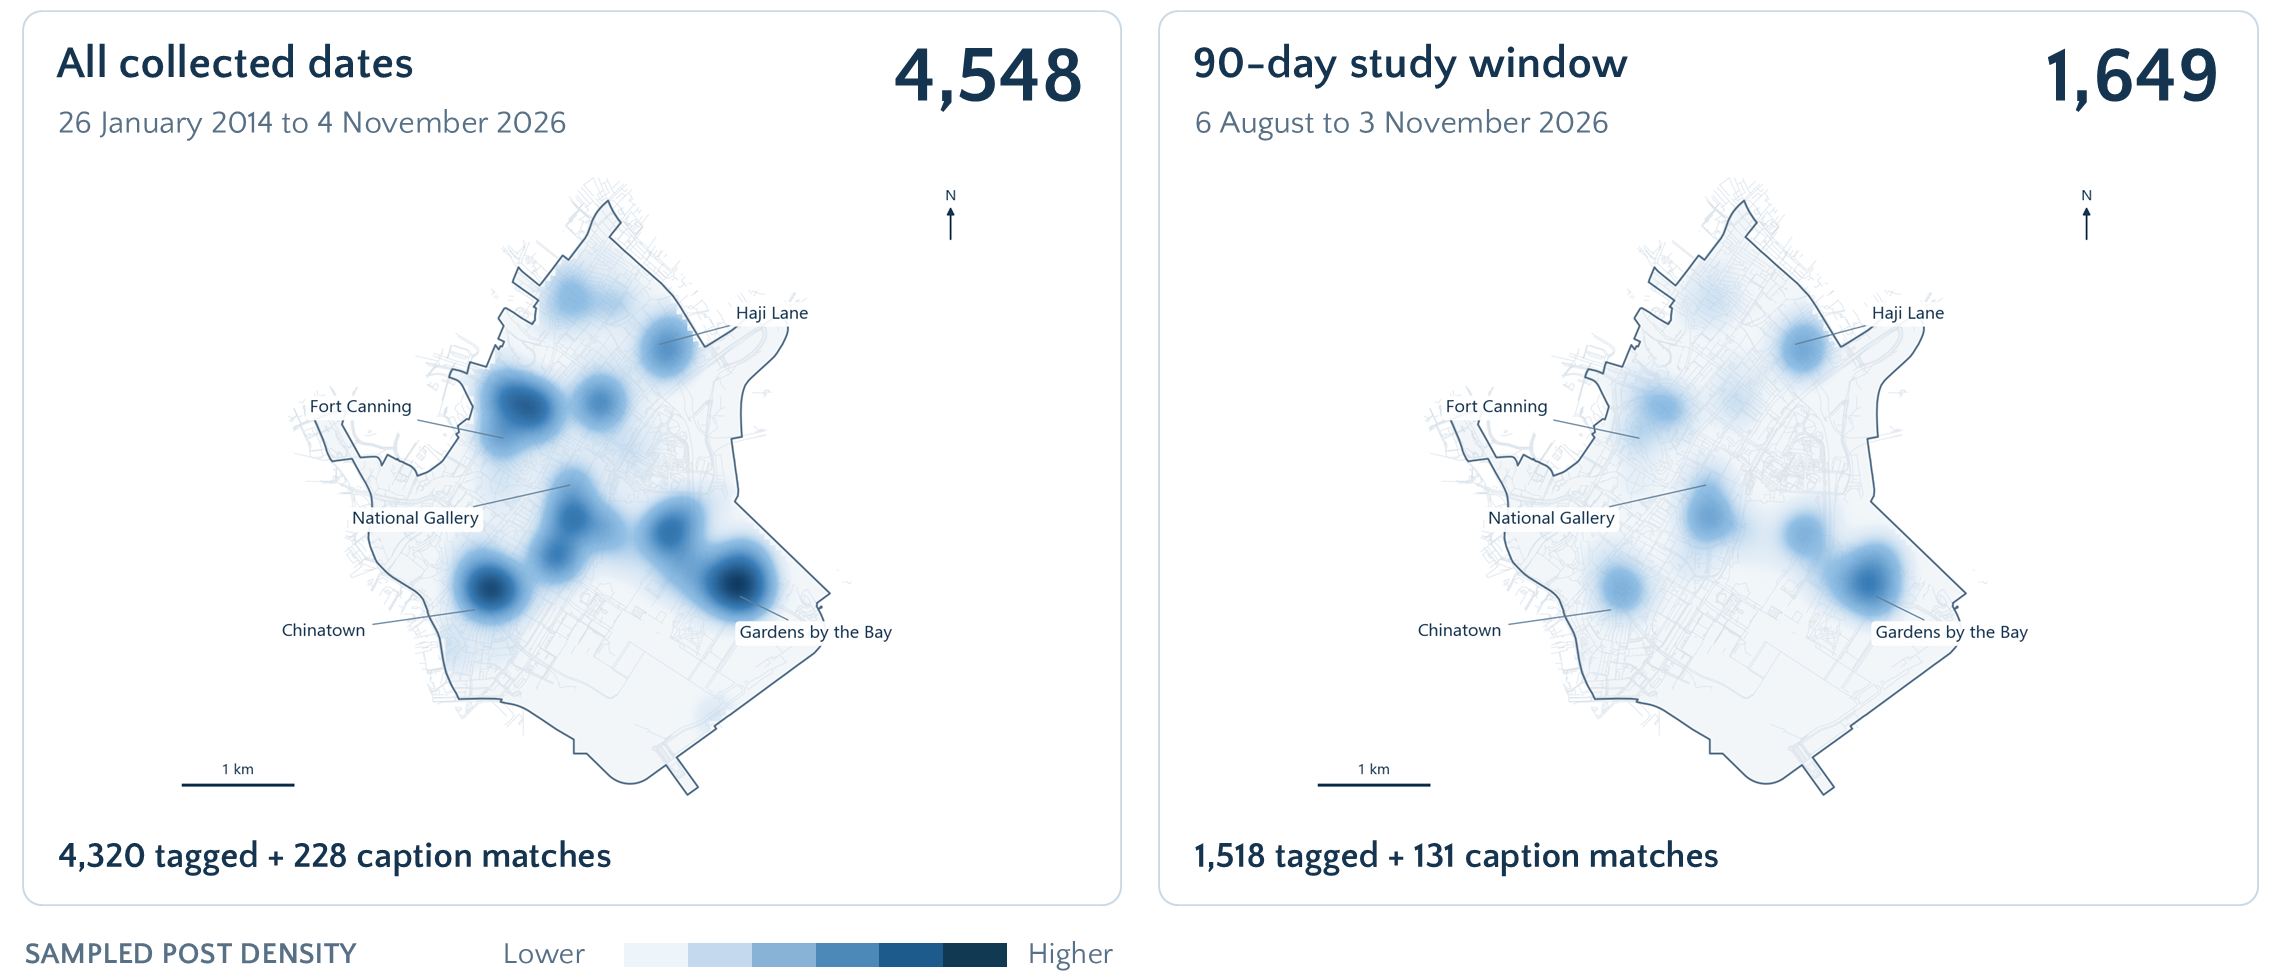 All collected dates
4,548
26 January 2014 to 4 November 2026
N
Haji Lane
Fort Canning
National Gallery
Chinatown
Gardens by the Bay
1 km
4,320 tagged + 228 caption matches
90-day study window
1,649
6 August to 3 November 2026
N
Haji Lane
Fort Canning
National Gallery
Chinatown
Gardens by the Bay
1 km
1,518 tagged + 131 caption matches
SAMPLED POST DENSITY
Lower
Higher